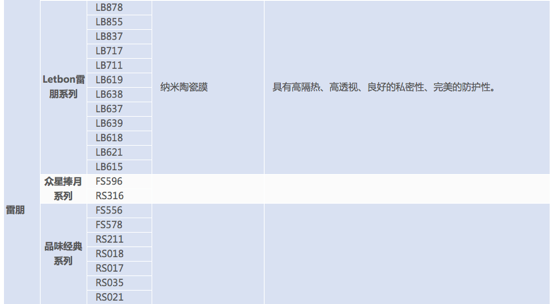 雷朋
Letbon雷
朋系列
LB878
LB855
LB837
LB717
LB711
LB619
LB638
LB637
LB639
LB618
LB621
LB615
纳米陶瓷膜
具有高隔热、高透视、良好的私密性、完美的防护性。
众星捧月
系列
FS596
RS316
品味经典
系列
FS556
FS578
RS211
RS018
RS017
RS035
RS021